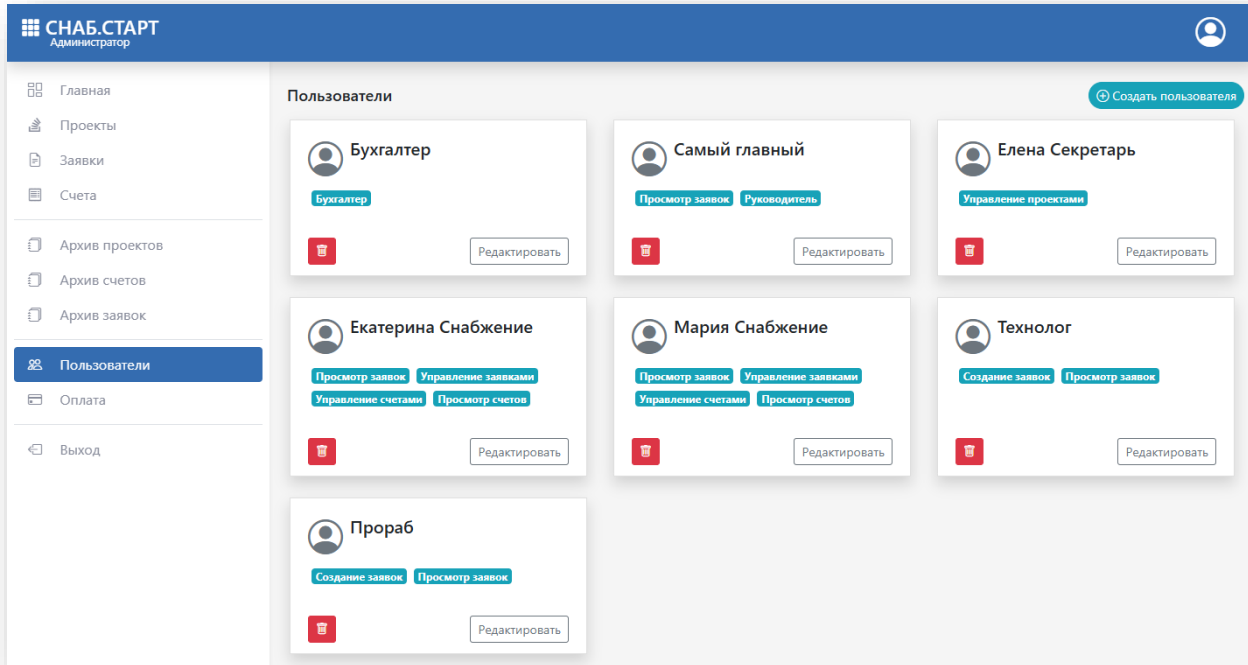 СНАБ.СТАРТ
Администратор
Главная
Проекты
Заявки
Счета
Архив проектов
Архив счетов
Архив заявок
Пользователи
Оплата
Выход
Пользователи
Создать пользователя
Бухгалтер
Бухгалтер
Редактировать
Самый главный
Просмотр заявок Руководитель
Редактировать
Елена Секретарь
Управление проектами
Редактировать
Екатерина Снабжение
Просмотр заявок Управление заявками
Управление счетами Просмотр счетов
Редактировать
Мария Снабжение
Просмотр заявок Управление заявками
Управление счетами Просмотр счетов
Редактировать
Технолог
Создание заявок Просмотр заявок
Редактировать
Прораб
Создание заявок Просмотр заявок
Редактировать